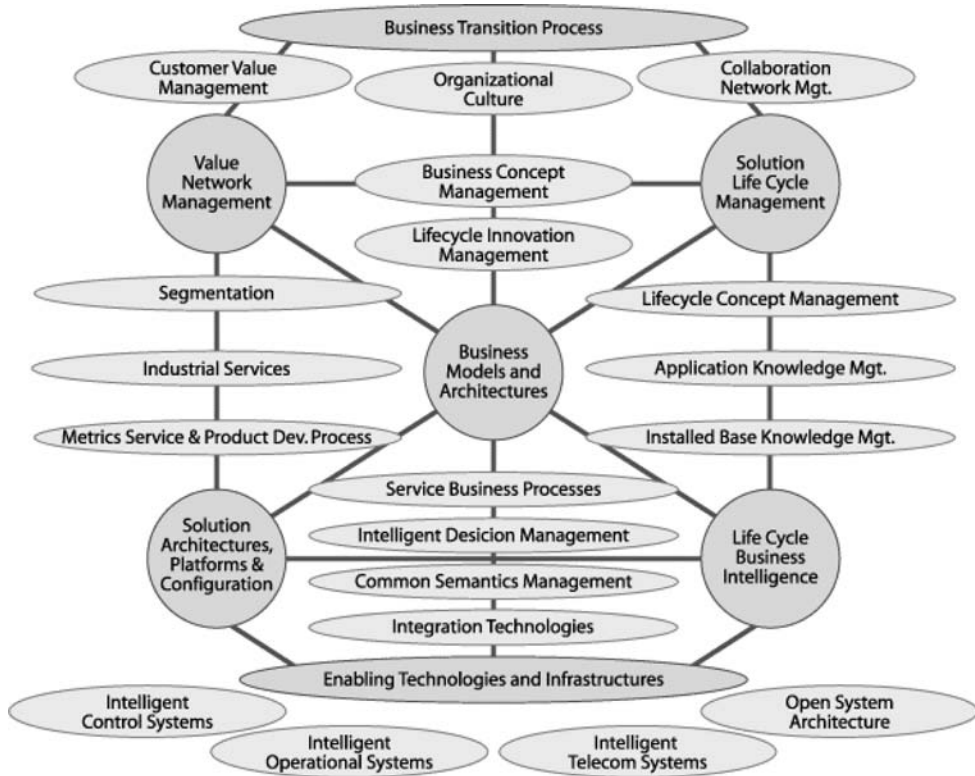 Business Transition Process
Customer Value
Management
Organizational
Culture
Collaboration
Network Mgt.
Value
Network
Management
Business Concept
Management
Solution
Life Cycle
Management
Lifecycle Innovation
Management
Segmentation
Lifecycle Concept Management
Industrial Services
Business
Models and
Architectures
Application Knowledge Mgt.
Metrics Service & Product Dev. Process
Installed Base Knowledge Mgt.
Service Business Processes
Solution
Architectures,
Platforms &
Configuration
Intelligent Desicion Management
Life Cycle
Business
Intelligence
Common Semantics Management
Integration Technologies
Enabling Technologies and Infrastructures
Intelligent
Control Systems
Open System
Architecture
Intelligent
Operational Systems
Intelligent
Telecom Systems